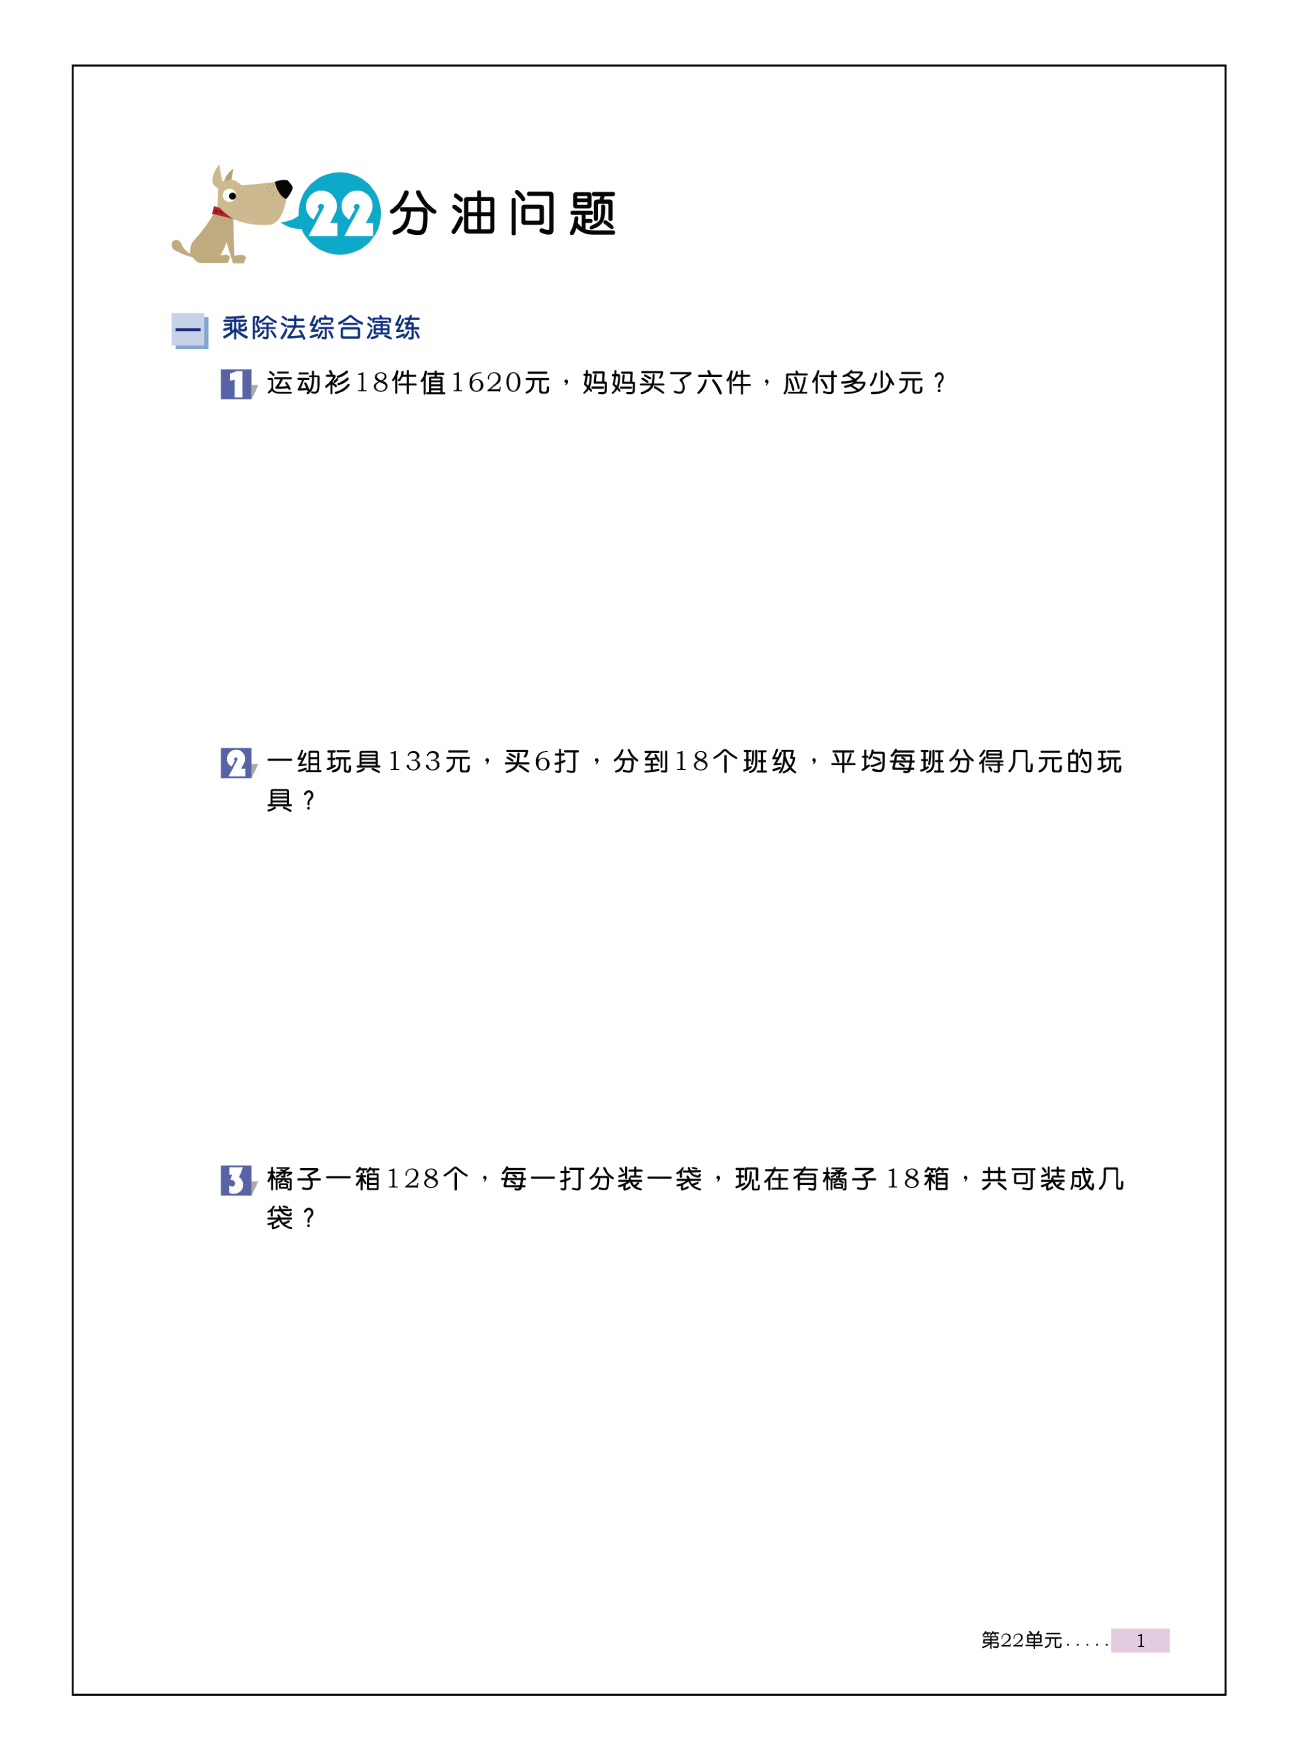 22 分油问题
一 乘除法综合演练
1 运动衫18件值1620元，妈妈买了六件，应付多少元？
2 一组玩具133元，买6打，分到18个班级，平均每班分得几元的玩
具？
3 橘子一箱128个，每一打分装一袋，现在有橘子18箱，共可装成几
袋？
第22单元.....1